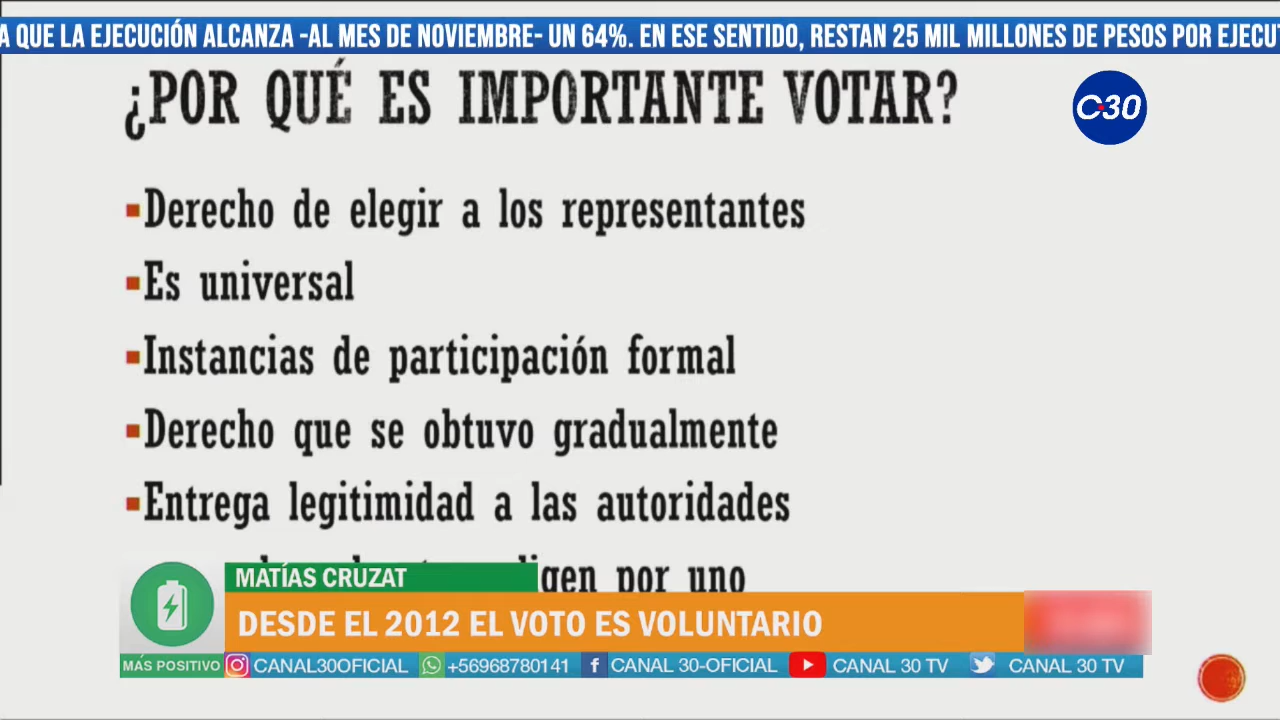 A QUE LA EJECUCIÓN ALCANZA -AL MES DE NOVIEMBRE- UN 64%. EN ESE SENTIDO, RESTAN 25 MIL MILLONES DE PESOS POR
¿POR QUÉ ES IMPORTANTE VOTAR?
C30
▪Derecho de elegir a los representantes
▪Es universal
▪Instancias de participación formal
▪Derecho que se obtuvo gradualmente
▪Entrega legitimidad a las autoridades
por uno
MATÍAS CRUZAT
DESDE EL 2012 EL VOTO ES VOLUNTARIO
MÁS POSITIVO CANAL30OFICIAL +56968780141 CANAL 30-OFICIAL CANAL 30 TV CANAL 30 TV